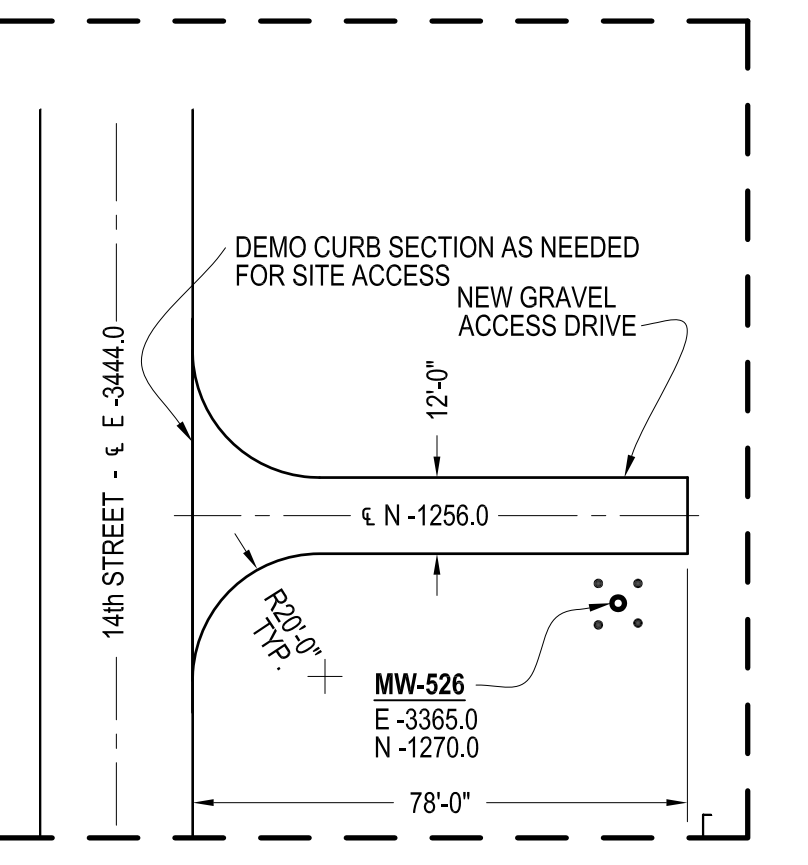 DEMO CURB SECTION AS NEEDED
FOR SITE ACCESS
NEW GRAVEL
ACCESS DRIVE
14th STREET - ℄ E -3444.0
12'-0"
℄ N -1256.0
R20'-0"
TYP.
MW-526
E -3365.0
N -1270.0
78'-0"